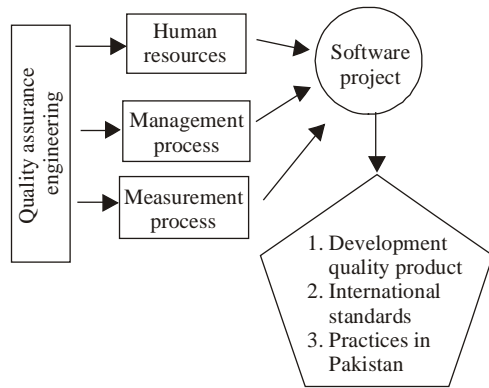 Quality assurance
engineering
Human
resources
Management
process
Measurement
process
Software
project
1. Development
quality product
2. International
standards
3. Practices in
Pakistan